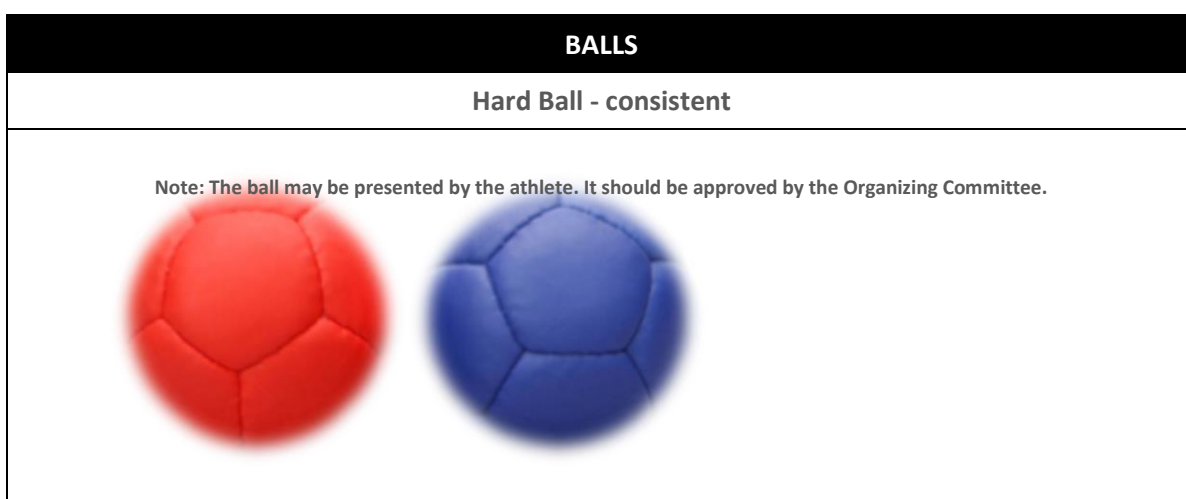 BALLS
Hard Ball - consistent
Note: The ball may be presented by the athlete. It should be approved by the Organizing Committee.